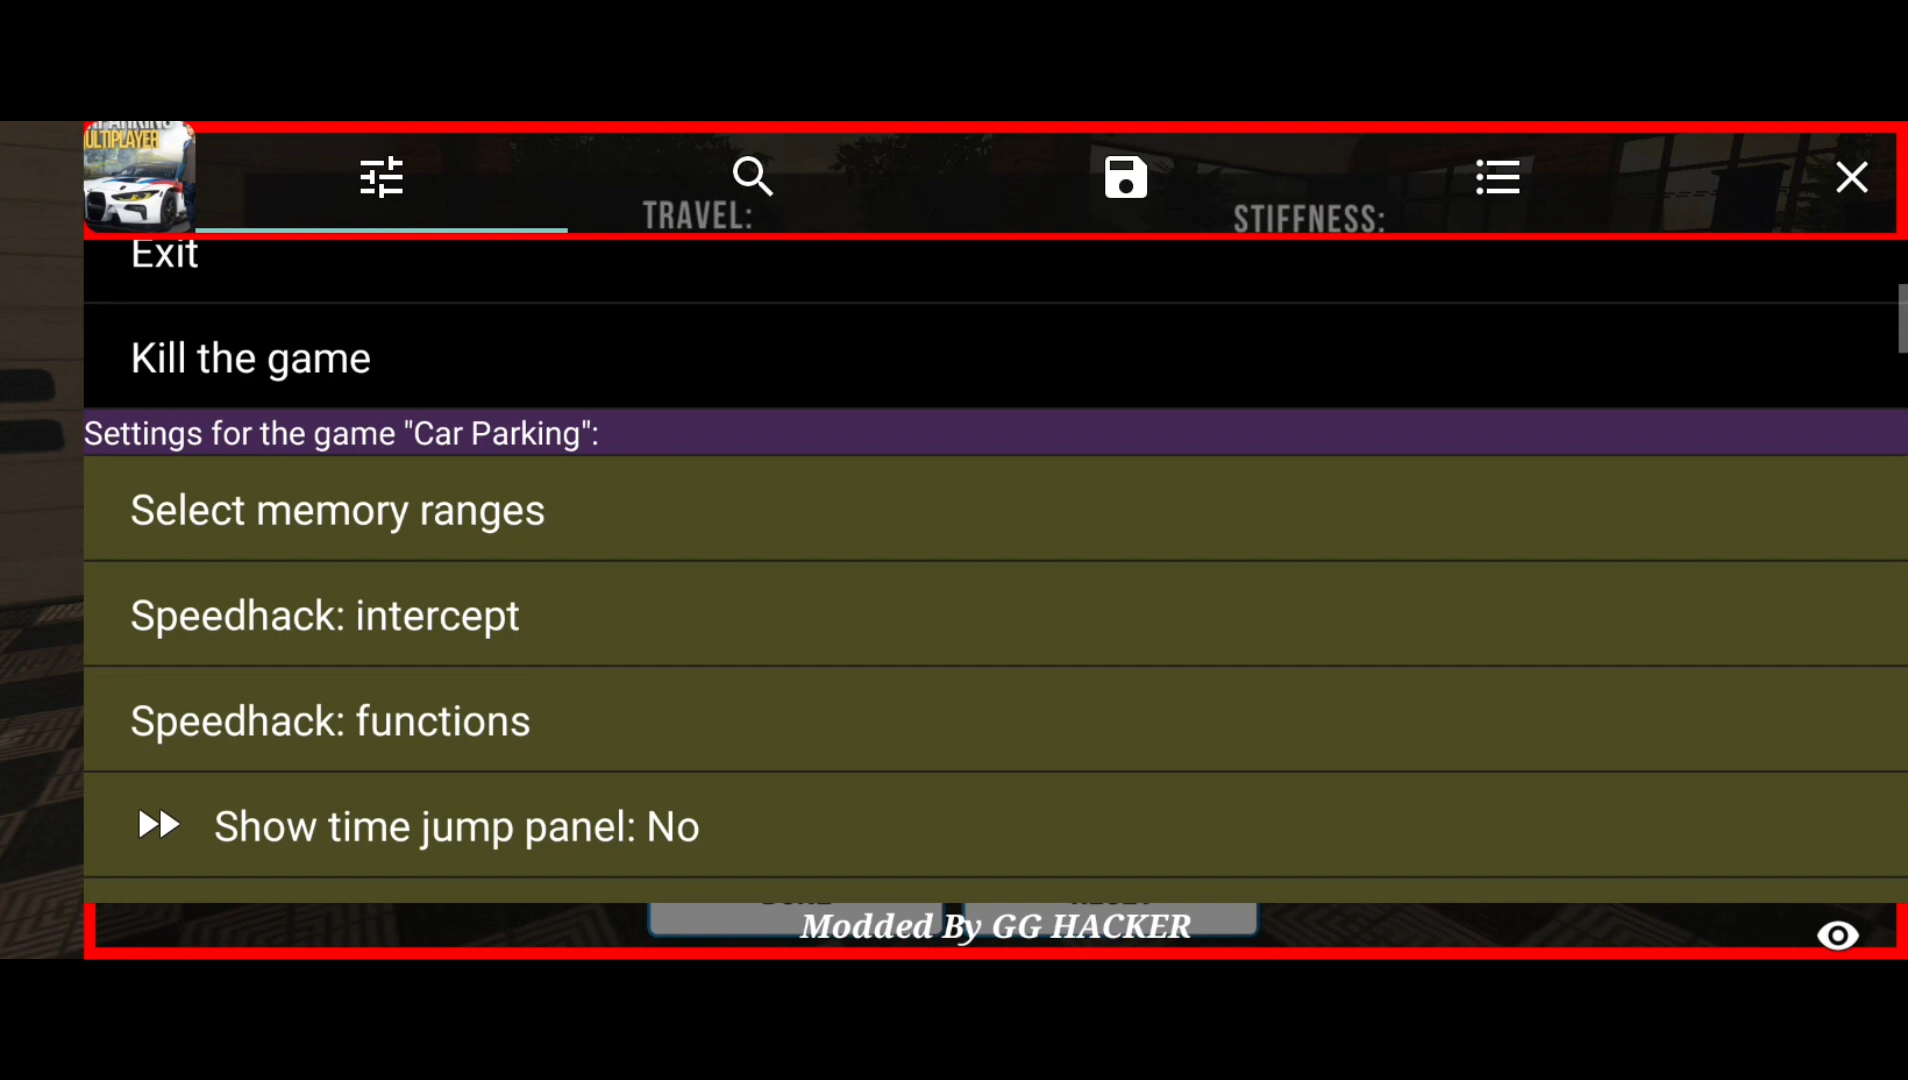 ULTIPLAYER
TRAVEL:
STIFFNESS:
Exit
Kill the game
Settings for the game "Car Parking":
Select memory ranges
Speedhack: intercept
Speedhack: functions
Show time jump panel: No
Modded By GG HACKER